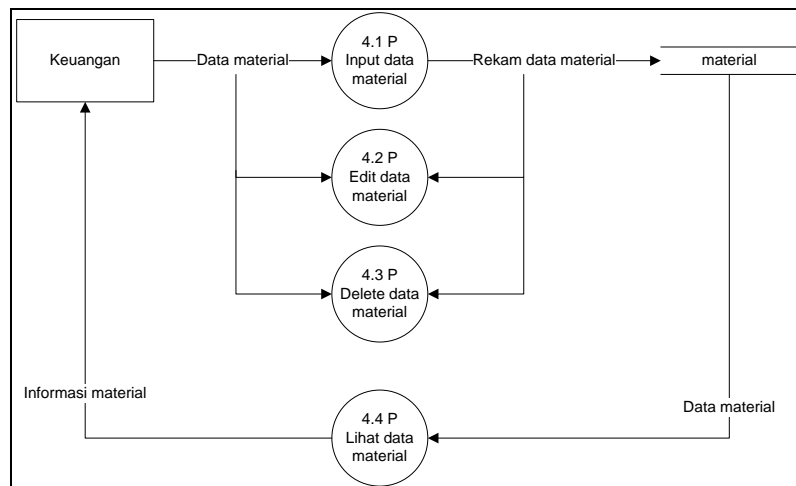 Keuangan
Data material
4.1 P
Input data
material
Rekam data material
material
4.2 P
Edit data
material
4.3 P
Delete data
material
Informasi material
4.4 P
Lihat data
material
Data material